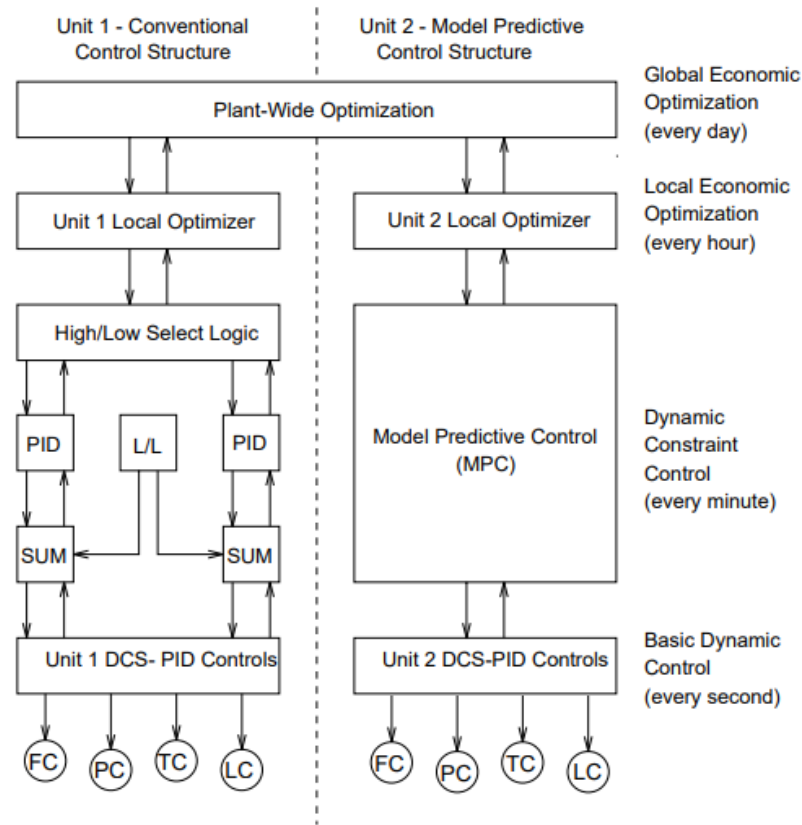 Unit 1 - Conventional
Control Structure
Unit 2 - Model Predictive
Control Structure
Plant-Wide Optimization
Global Economic
Optimization
(every day)
Unit 1 Local Optimizer
Unit 2 Local Optimizer
Local Economic
Optimization
(every hour)
High/Low Select Logic
PID
L/L
PID
SUM
SUM
Model Predictive Control
(MPC)
Dynamic
Constraint
Control
(every minute)
Unit 1 DCS- PID Controls
Unit 2 DCS-PID Controls
Basic Dynamic
Control
(every second)
FC
PC
TC
LC
FC
PC
TC
LC